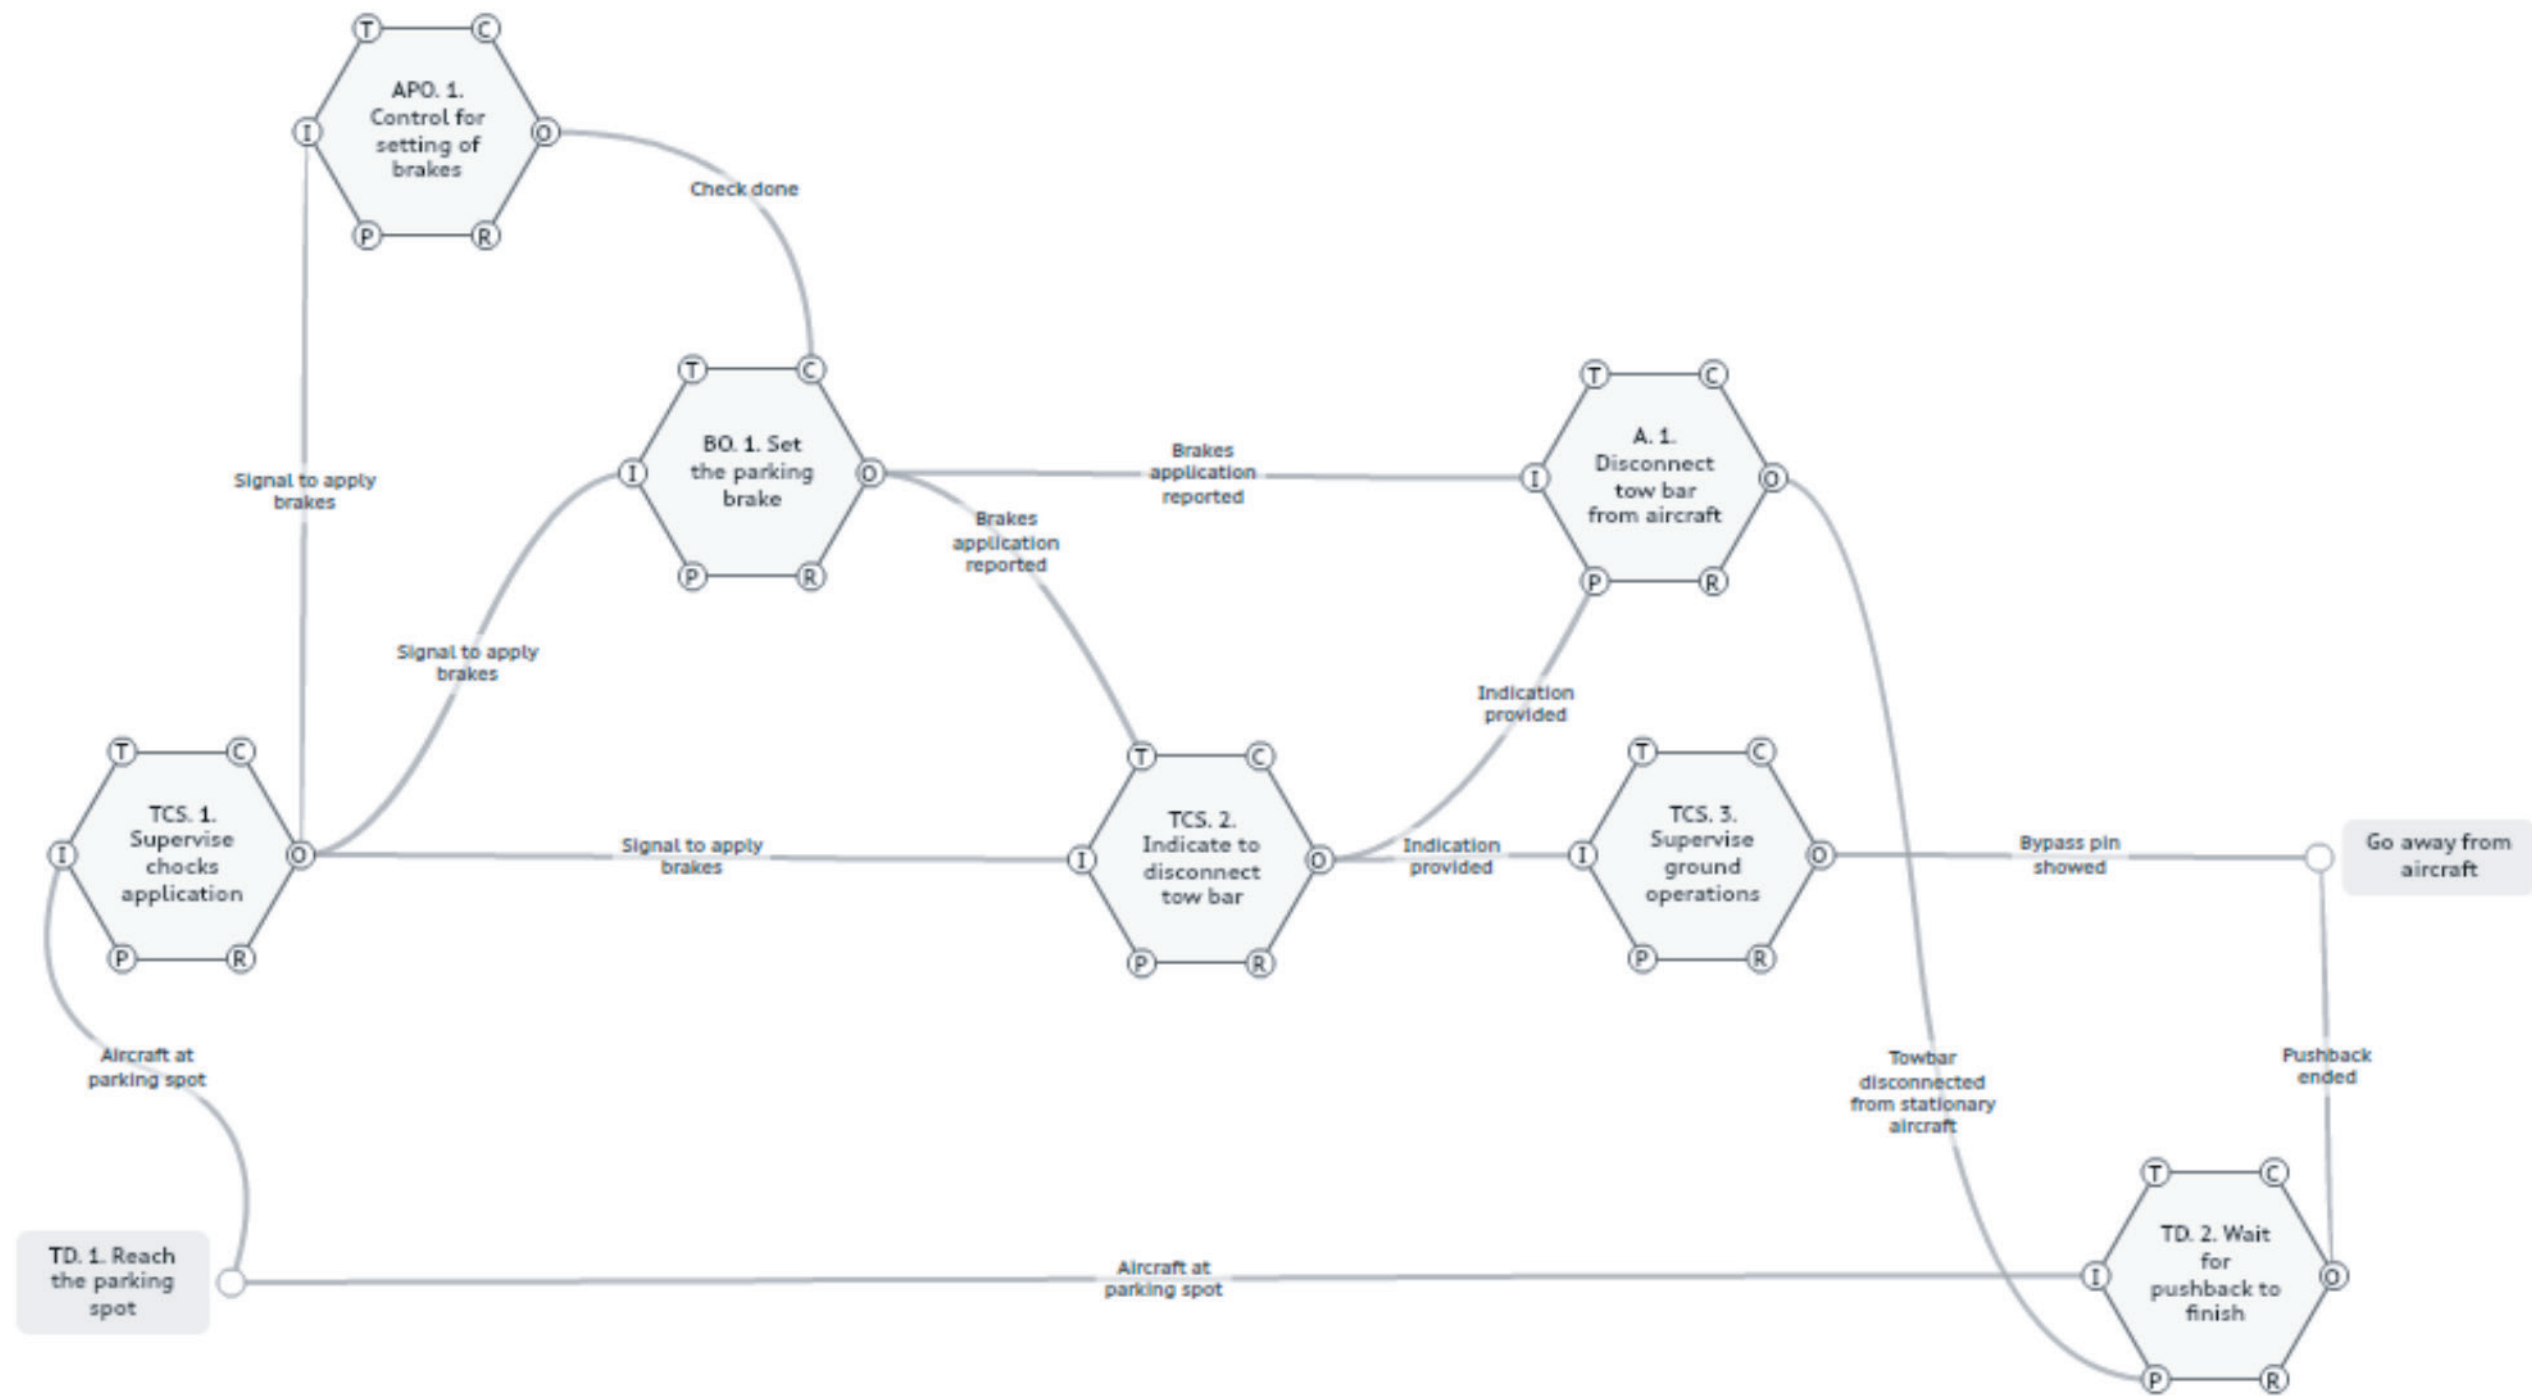 T
C
APO. 1.
Control for
setting of
brakes
I
O
P
R
Check done
Signal to apply
brakes
T
C
BO. 1. Set
the parking
brake
I
O
P
R
Brakes
application
reported
T
C
A. 1.
Disconnect
tow bar
from aircraft
I
O
P
R
Brakes
application
reported
Signal to apply
brakes
Indication
provided
T
C
TCS. 1.
Supervise
chocks
application
I
O
P
R
Signal to apply
brakes
T
C
TCS. 2.
Indicate to
disconnect
tow bar
I
O
P
R
Indication
provided
T
C
TCS. 3.
Supervise
ground
operations
I
O
P
R
Bypass pin
showed
Go away from
aircraft
Aircraft at
parking spot
Towbar
disconnected
from stationary
aircraft
Pushback
ended
TD. 1. Reach
the parking
spot
Aircraft at
parking spot
T
C
TD. 2. Wait
for
pushback to
finish
I
O
P
R